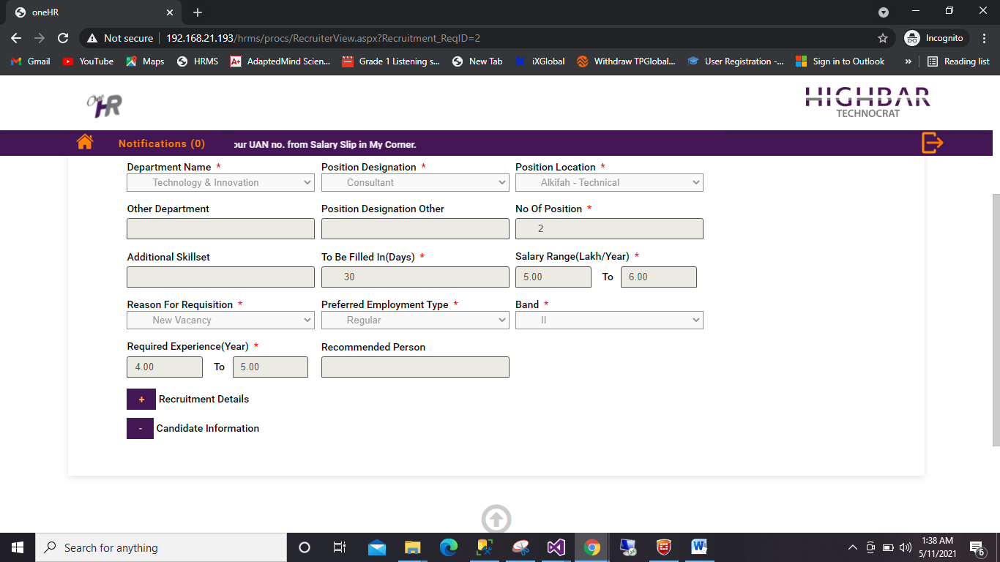 oneHR
Not secure 192.168.21.193/hrms/procs/RecruiterView.aspx?Recruitment_ReqID=2 Incognito
Gmail YouTube Maps HRMS A+ AdaptedMind Scien... Grade 1 Listening s... New Tab iXGlobal Withdraw TPGlobal... User Registration -... Sign in to Outlook » Reading list
One HR HIGHBAR
TECHNOCRAT
Notifications (0) our UAN no. from Salary Slip in My Corner.
Department Name * Position Designation * Position Location *
Technology & Innovation Consultant Alkifah - Technical
Other Department Position Designation Other No Of Position *
2
Additional Skillset To Be Filled In(Days) * Salary Range(Lakh/Year) *
30 5.00 To 6.00
Reason For Requisition * Preferred Employment Type * Band *
New Vacancy Regular II
Required Experience(Year) * Recommended Person
4.00 To 5.00
+ Recruitment Details
- Candidate Information
Search for anything 1:38 AM
5/11/2021 6